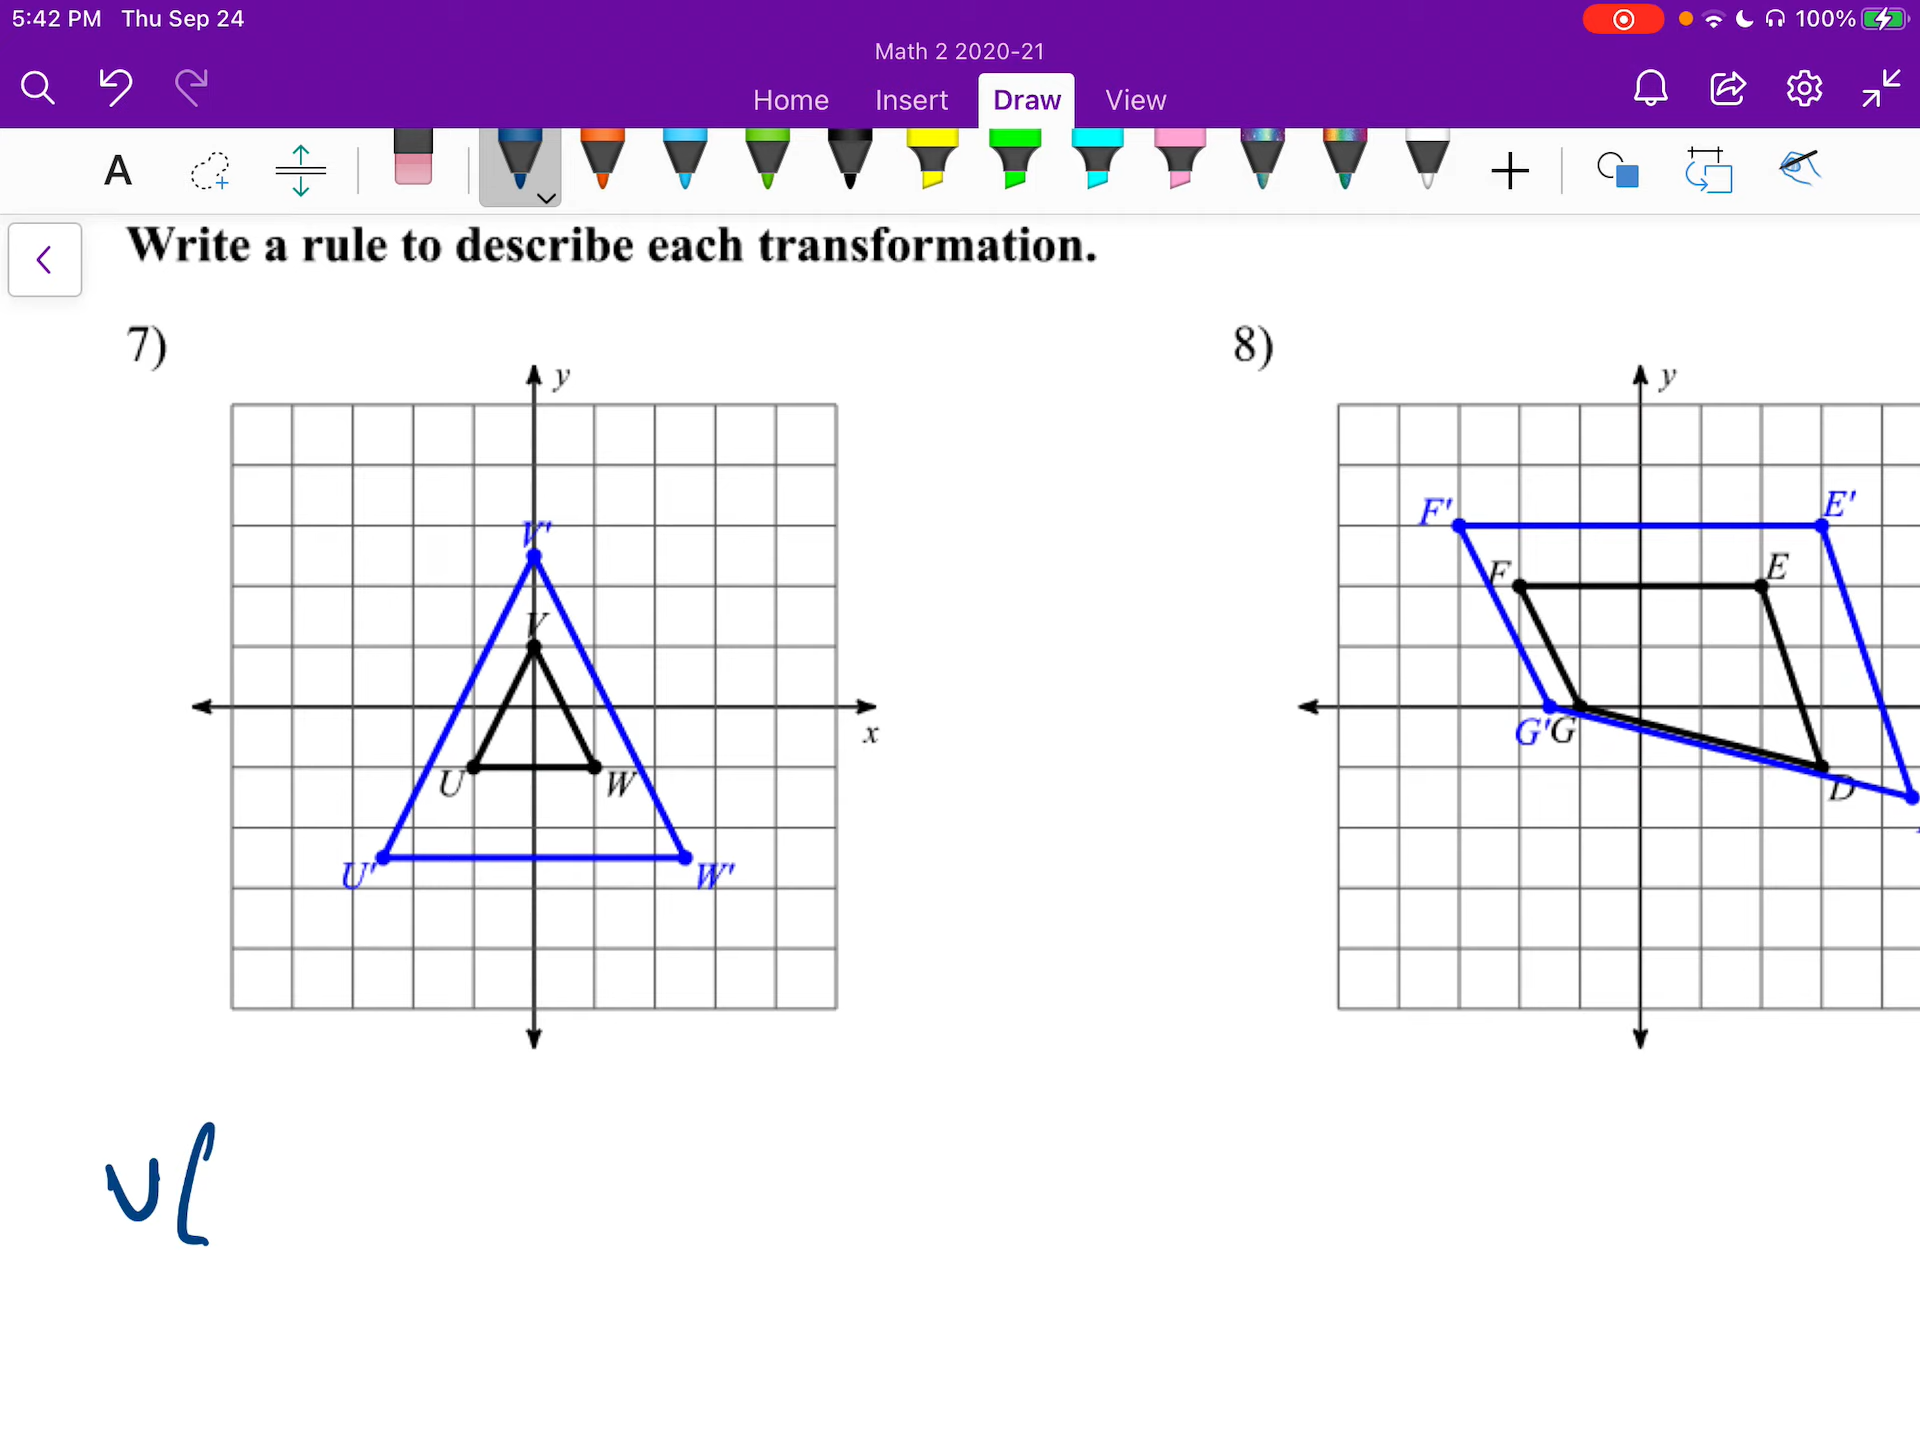 5:42 PM Thu Sep 24
100%
Math 2 2020-21
Home Insert Draw View
A
Write a rule to describe each transformation.
7)
8)
y
x
V'
V
U
W
U'
W'
y
F'
E'
F
E
G'
G
D
U(